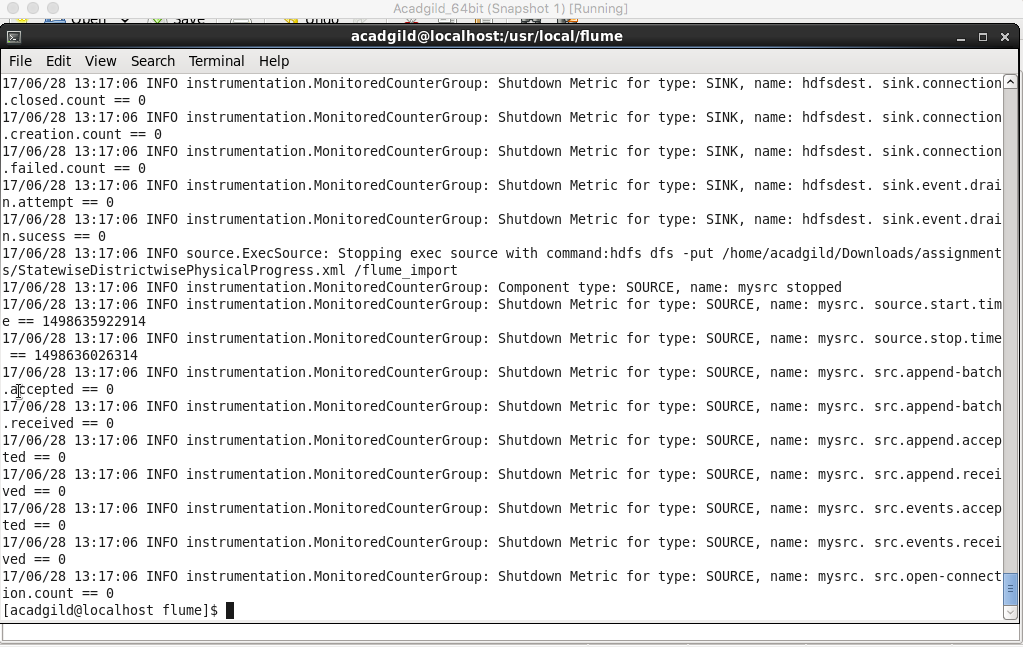 Acadgild_64bit (Snapshot 1) [Running]
Open Save Undo
acadgild@localhost:/usr/local/flume
File Edit View Search Terminal Help
17/06/28 13:17:06 INFO instrumentation.MonitoredCounterGroup: Shutdown Metric for type: SINK, name: hdfsdest. sink.connection
.closed.count == 0
17/06/28 13:17:06 INFO instrumentation.MonitoredCounterGroup: Shutdown Metric for type: SINK, name: hdfsdest. sink.connection
.creation.count == 0
17/06/28 13:17:06 INFO instrumentation.MonitoredCounterGroup: Shutdown Metric for type: SINK, name: hdfsdest. sink.connection
.failed.count == 0
17/06/28 13:17:06 INFO instrumentation.MonitoredCounterGroup: Shutdown Metric for type: SINK, name: hdfsdest. sink.event.drai
n.attempt == 0
17/06/28 13:17:06 INFO instrumentation.MonitoredCounterGroup: Shutdown Metric for type: SINK, name: hdfsdest. sink.event.drai
n.sucess == 0
17/06/28 13:17:06 INFO source.ExecSource: Stopping exec source with command:hdfs dfs -put /home/acadgild/Downloads/assignment
s/StatewiseDistrictwisePhysicalProgress.xml /flume_import
17/06/28 13:17:06 INFO instrumentation.MonitoredCounterGroup: Component type: SOURCE, name: mysrc stopped
17/06/28 13:17:06 INFO instrumentation.MonitoredCounterGroup: Shutdown Metric for type: SOURCE, name: mysrc. source.start.tim
e == 1498635922914
17/06/28 13:17:06 INFO instrumentation.MonitoredCounterGroup: Shutdown Metric for type: SOURCE, name: mysrc. source.stop.time
 == 1498636026314
17/06/28 13:17:06 INFO instrumentation.MonitoredCounterGroup: Shutdown Metric for type: SOURCE, name: mysrc. src.append-batch
.accepted == 0
17/06/28 13:17:06 INFO instrumentation.MonitoredCounterGroup: Shutdown Metric for type: SOURCE, name: mysrc. src.append-batch
.received == 0
17/06/28 13:17:06 INFO instrumentation.MonitoredCounterGroup: Shutdown Metric for type: SOURCE, name: mysrc. src.append.accep
ted == 0
17/06/28 13:17:06 INFO instrumentation.MonitoredCounterGroup: Shutdown Metric for type: SOURCE, name: mysrc. src.append.recei
ved == 0
17/06/28 13:17:06 INFO instrumentation.MonitoredCounterGroup: Shutdown Metric for type: SOURCE, name: mysrc. src.events.accep
ted == 0
17/06/28 13:17:06 INFO instrumentation.MonitoredCounterGroup: Shutdown Metric for type: SOURCE, name: mysrc. src.events.recei
ved == 0
17/06/28 13:17:06 INFO instrumentation.MonitoredCounterGroup: Shutdown Metric for type: SOURCE, name: mysrc. src.open-connect
ion.count == 0
[acadgild@localhost flume]$